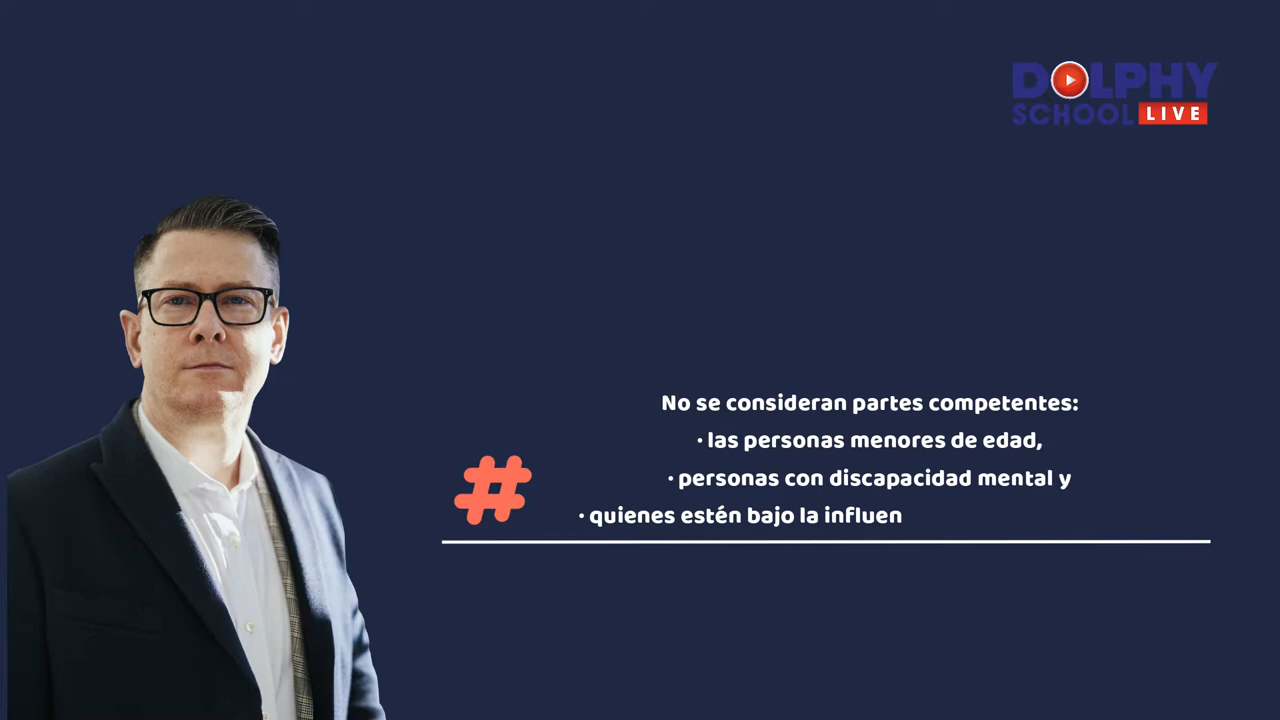 DOLPHY
SCHOOL LIVE
No se consideran partes competentes:
• las personas menores de edad,
• personas con discapacidad mental y
• quienes estén bajo la influen